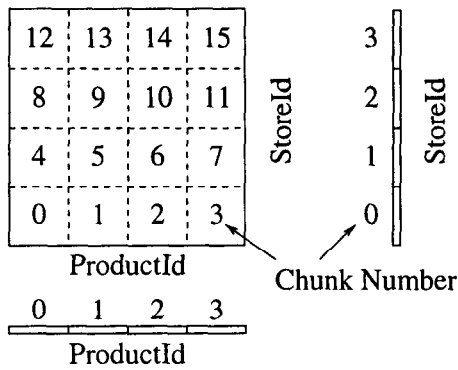 12 13 14 15
8 9 10 11
4 5 6 7
0 1 2 3
ProductId
StoreId
3
2
1
0
StoreId
Chunk Number
0 1 2 3
ProductId